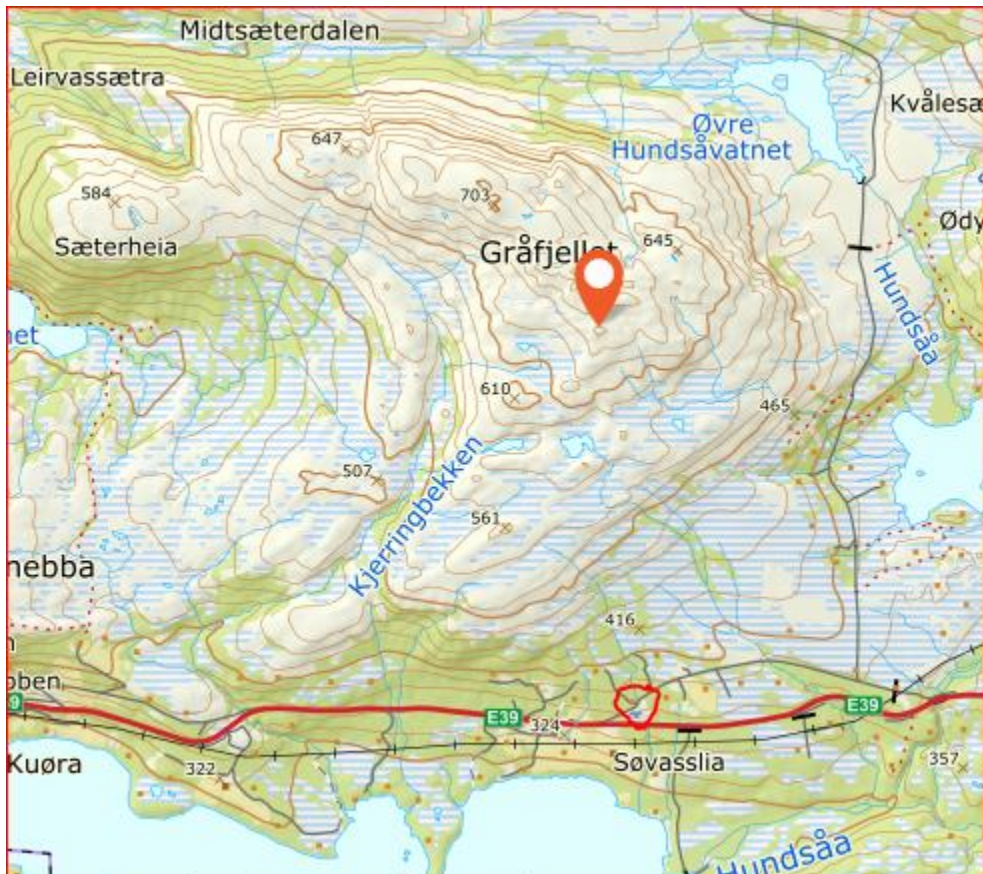 Midtsæterdalen
Leirvassætra
Kvålesæ
Øvre
Hundsåvatnet
647
584
703
Ødy
Sæterheia
Gråfjellet
645
Hundsåa
net
610
465
507
Kjerringbekken
561
nebba
416
n
oben
9
E39
324
E39
Kuøra
322
Søvasslia
357
Hundsåa